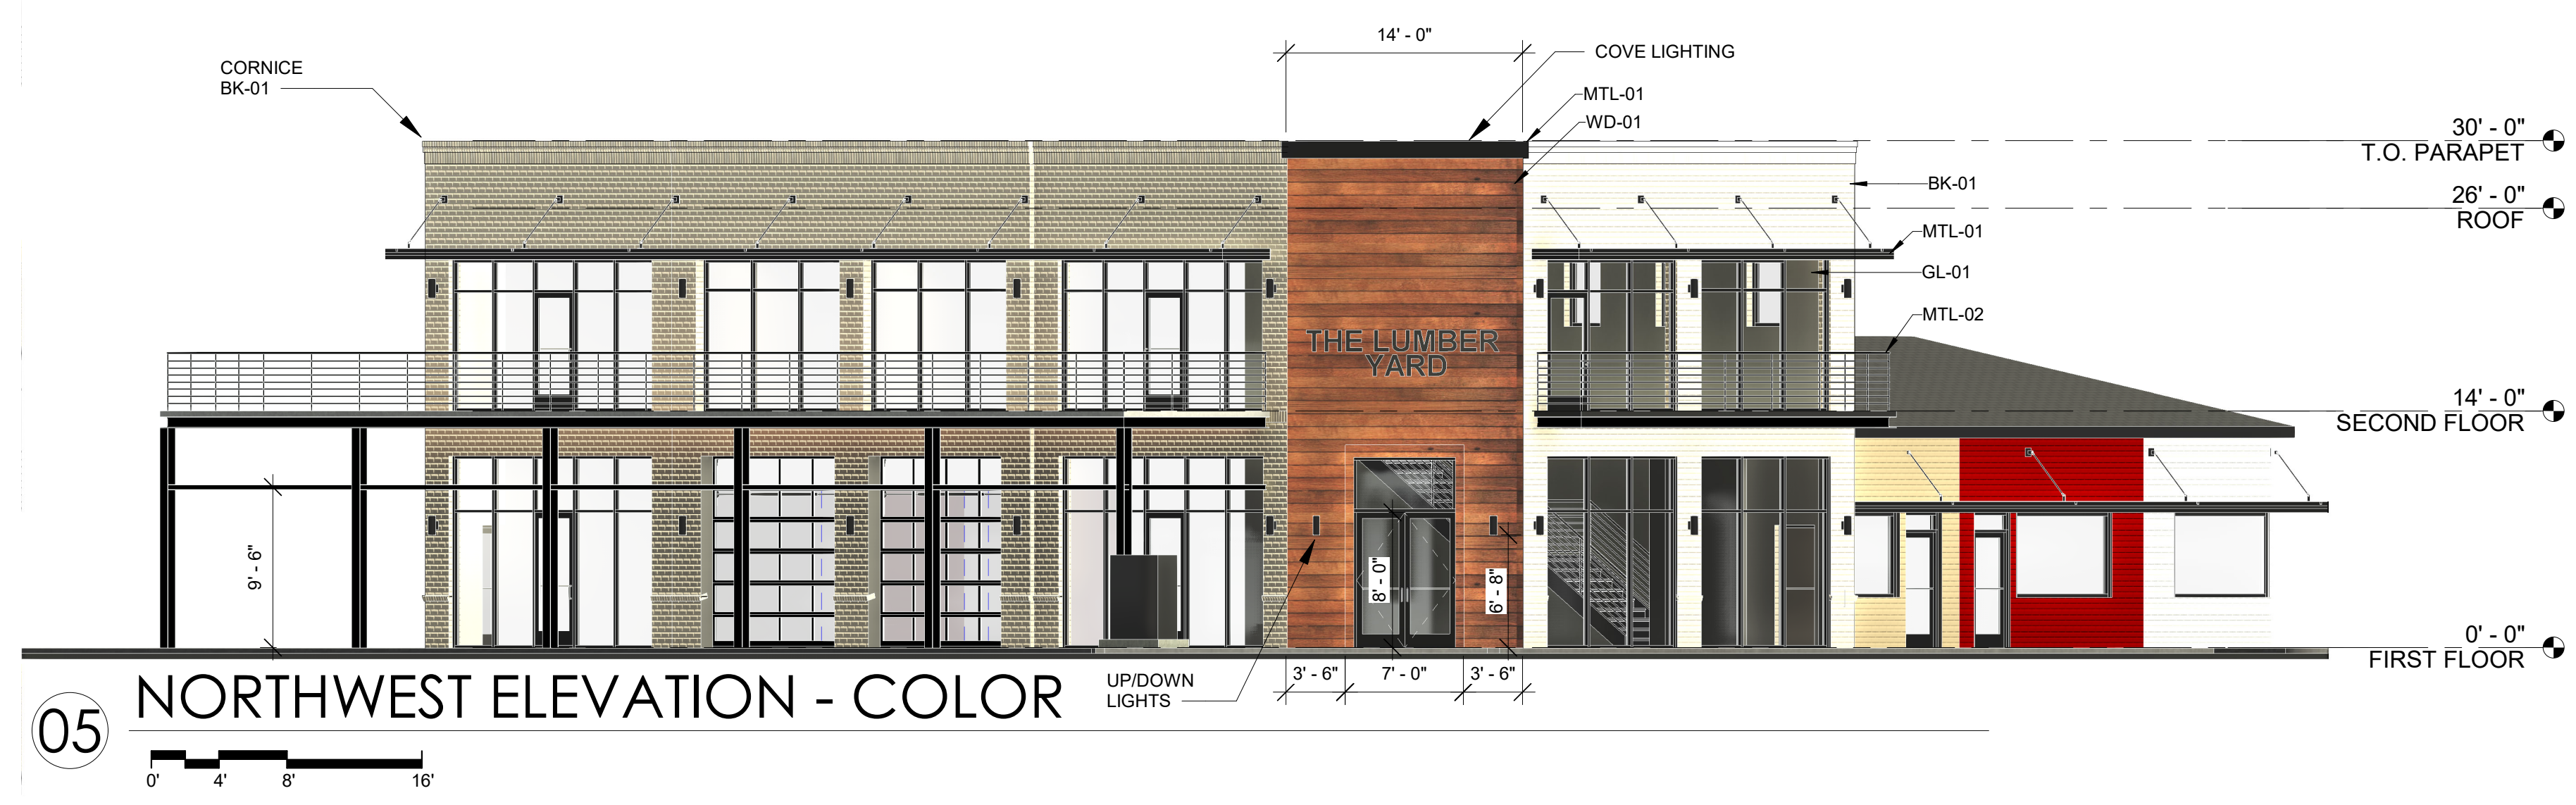 14' - 0"
COVE LIGHTING
CORNICE
BK-01
MTL-01
WD-01
30' - 0"
T.O. PARAPET
BK-01
26' - 0"
ROOF
MTL-01
GL-01
MTL-02
THE LUMBER
YARD
14' - 0"
SECOND FLOOR
9' - 6"
8' - 0"
6' - 8"
0' - 0"
FIRST FLOOR
3' - 6"
7' - 0"
3' - 6"
UP/DOWN
LIGHTS
05
NORTHWEST ELEVATION - COLOR
0'
4'
8'
16'